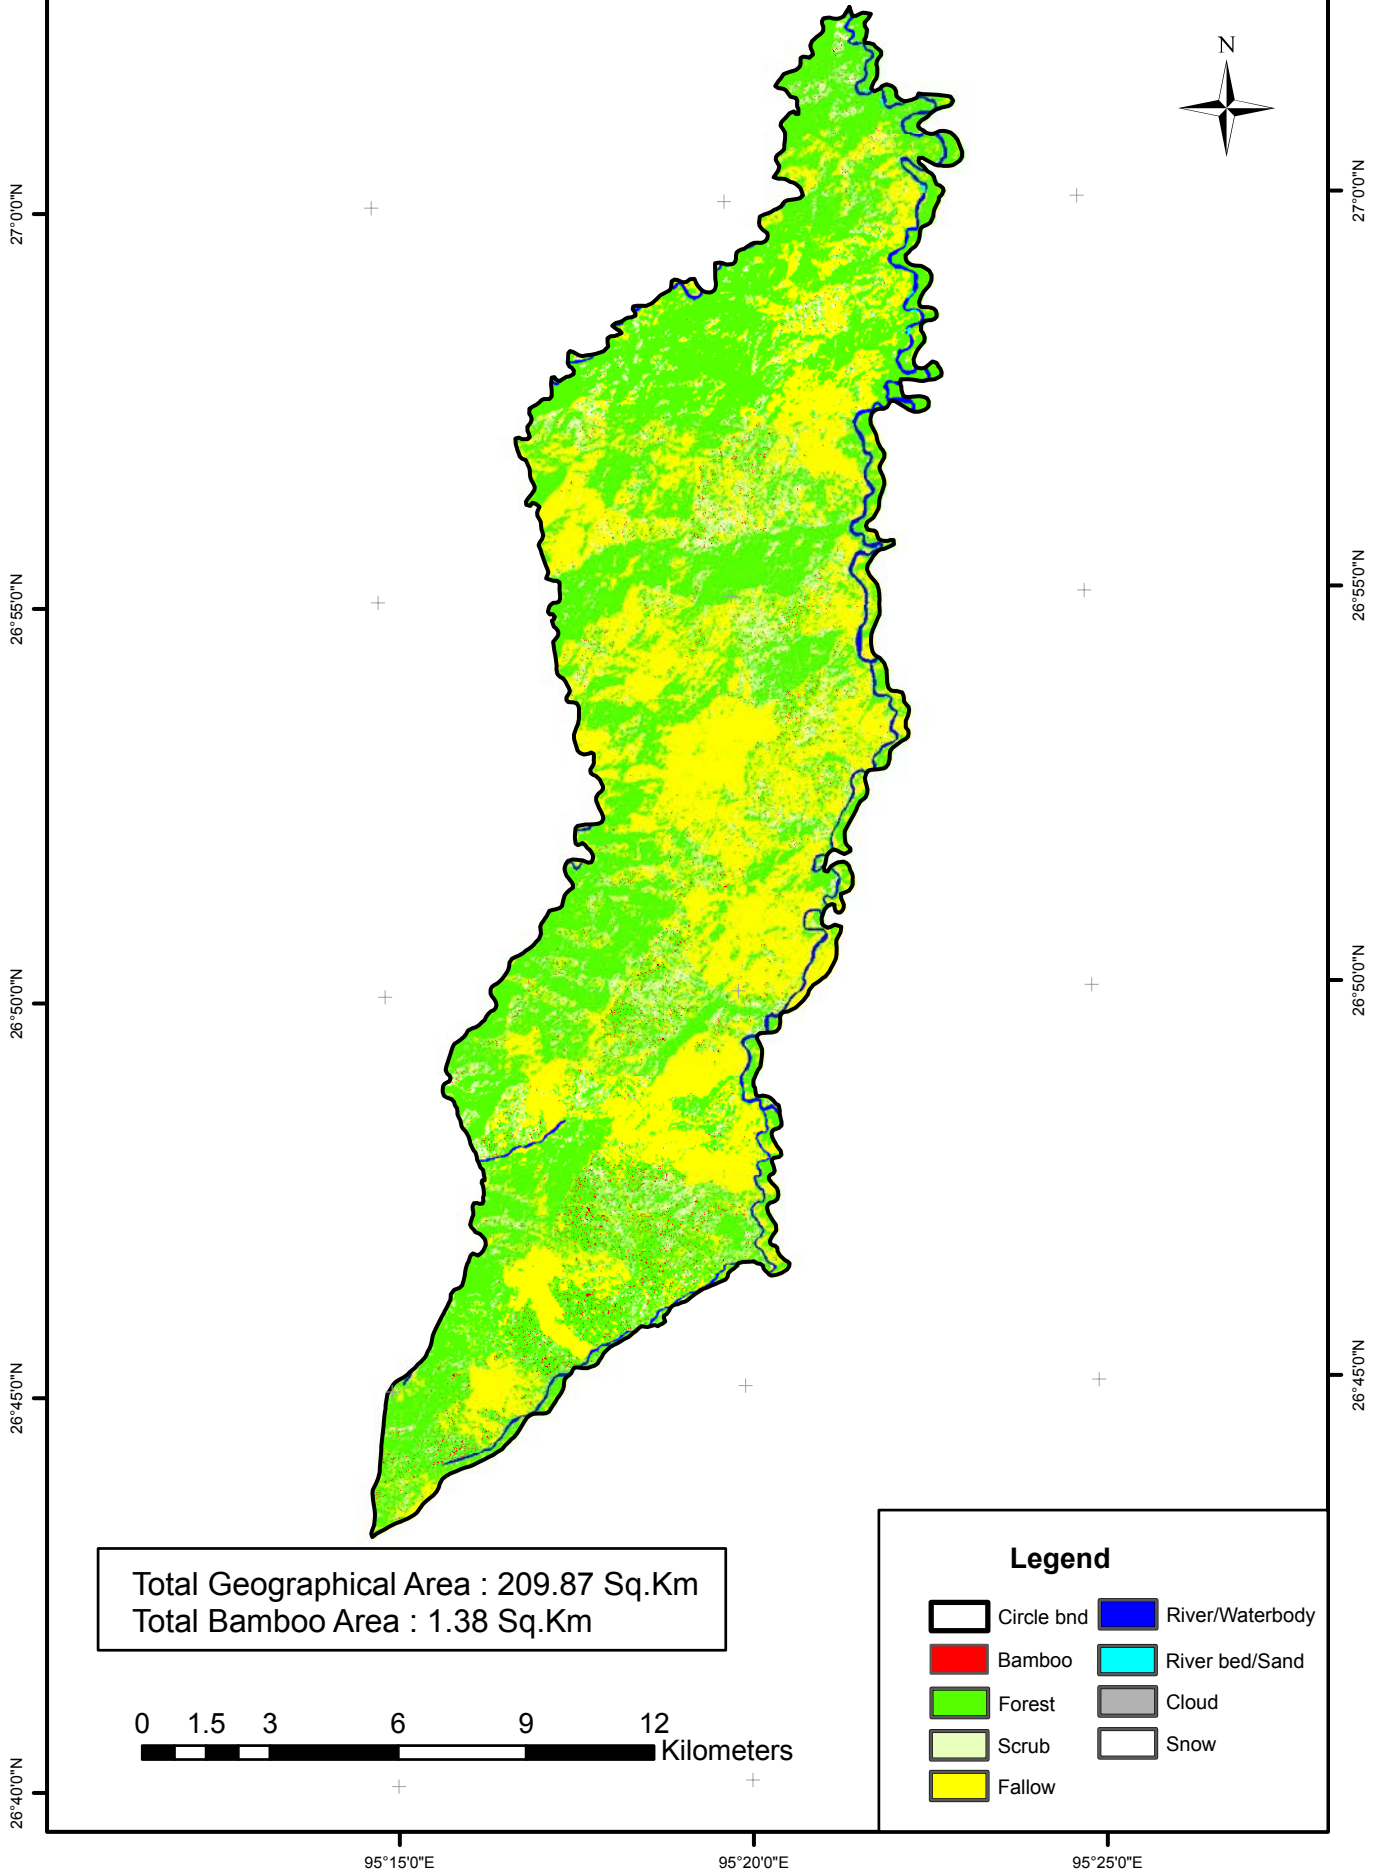 N
27°0'0"N
27°0'0"N
26°55'0"N
26°55'0"N
26°50'0"N
26°50'0"N
26°45'0"N
26°45'0"N
26°40'0"N
Total Geographical Area : 209.87 Sq.Km
Total Bamboo Area : 1.38 Sq.Km
0 1.5 3 6 9 12
Kilometers
Legend
Circle bnd
Bamboo
Forest
Scrub
Fallow
River/Waterbody
River bed/Sand
Cloud
Snow
95°15'0"E
95°20'0"E
95°25'0"E